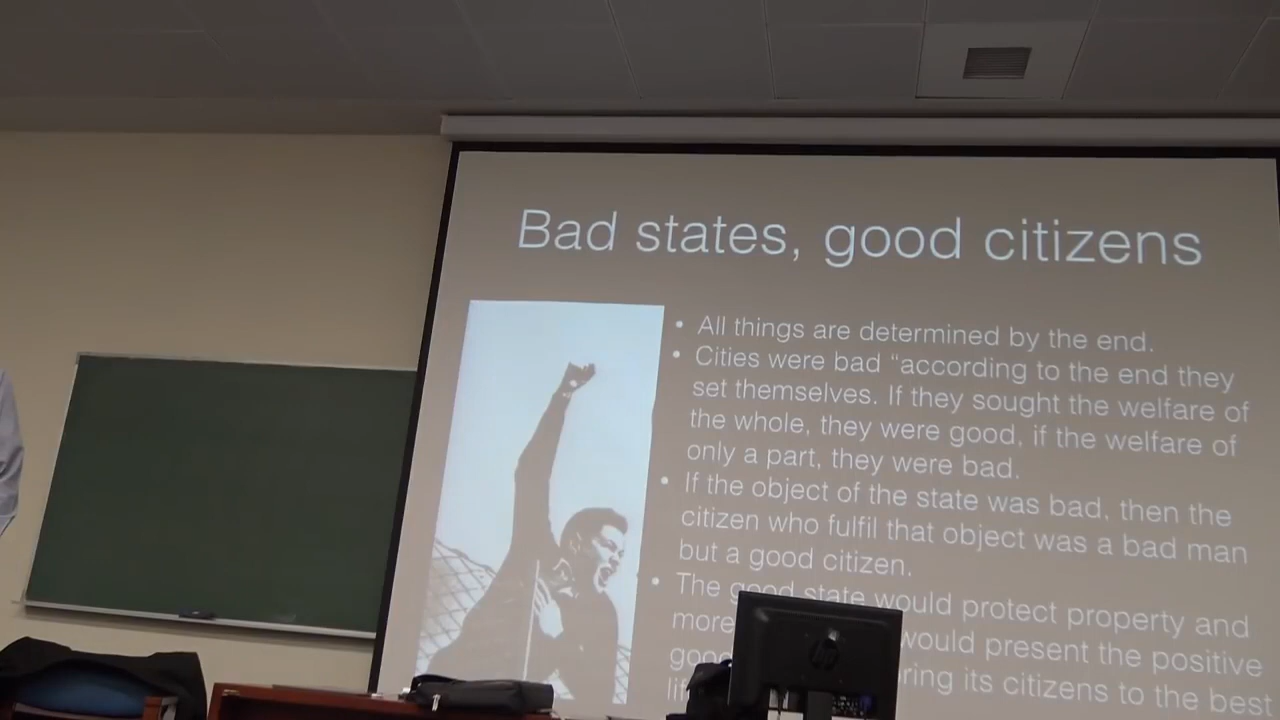 Bad states, good citizens
• All things are determined by the end.
• Cities were bad “according to the end they
set themselves. If they sought the welfare of
the whole, they were good, if the welfare of
only a part, they were bad.
• If the object of the state was bad, then the
citizen who fulfil that object was a bad man
but a good citizen.
• The good state would protect property and
more would present the positive
good ring its citizens to the best
hp